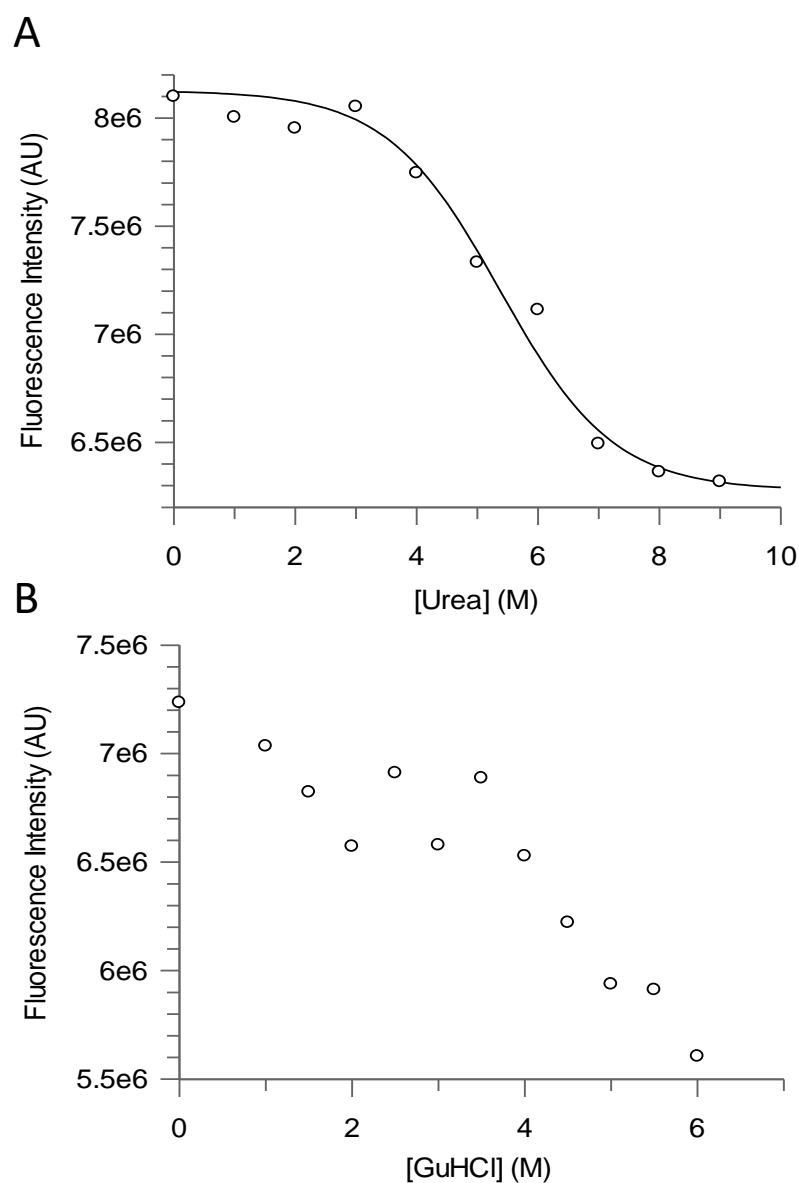 A
Fluorescence Intensity (AU)
8e6
7.5e6
7e6
6.5e6
0 2 4 6 8 10
[Urea] (M)
B
Fluorescence Intensity (AU)
7.5e6
7e6
6.5e6
6e6
5.5e6
0 2 4 6
[GuHCl] (M)